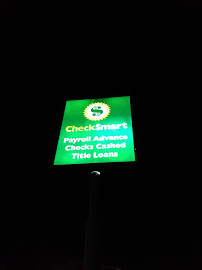 $
CheckSmart
Payroll Advance
Checks Cashed
Title Loans